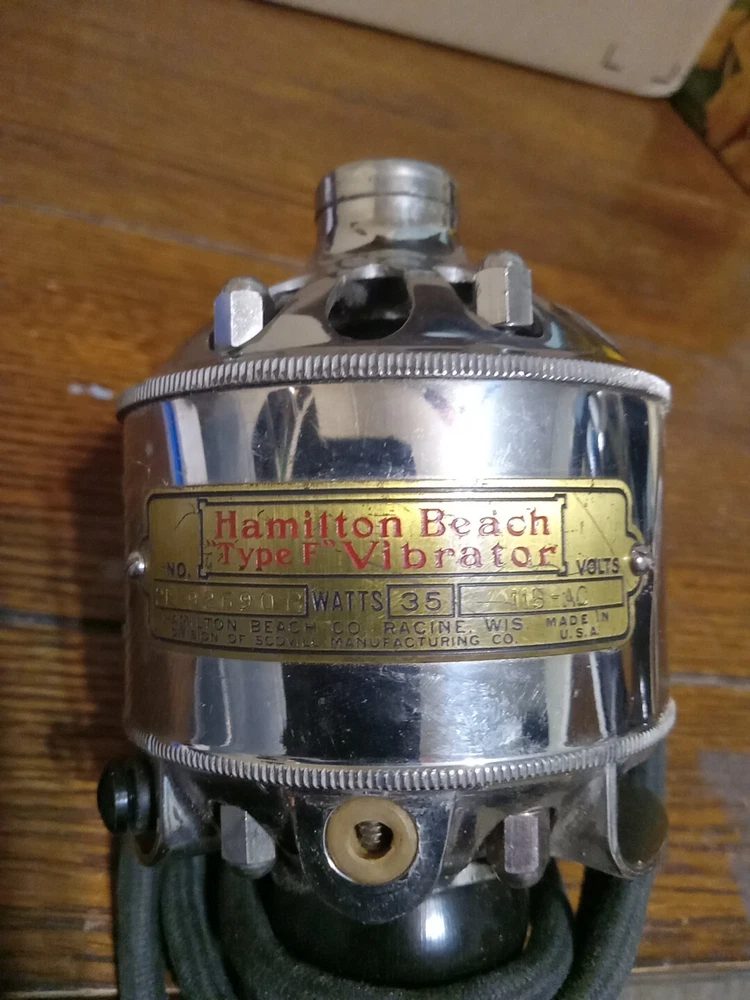 Hamilton Beach
"Type F" Vibrator
NO. VOLTS
WATTS 35 115-AC
HAMILTON BEACH CO. RACINE, WIS MADE IN
DIVISION OF SCOVILL MANUFACTURING CO. U.S.A.